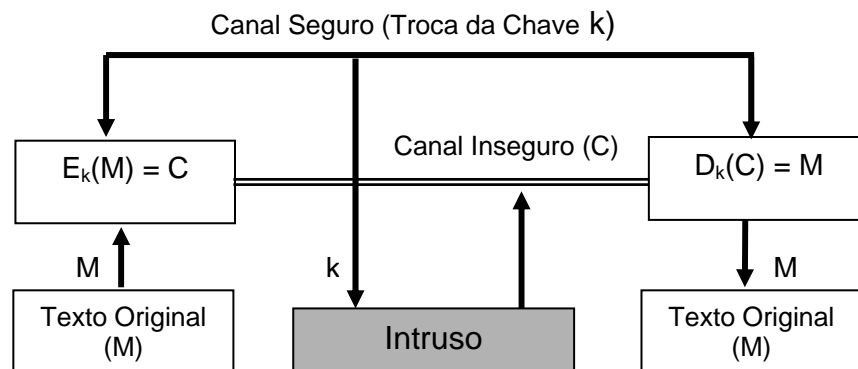 Canal Seguro (Troca da Chave k)
Canal Inseguro (C)
Eₖ(M) = C
Dₖ(C) = M
M
k
M
Texto Original
(M)
Intruso
Texto Original
(M)